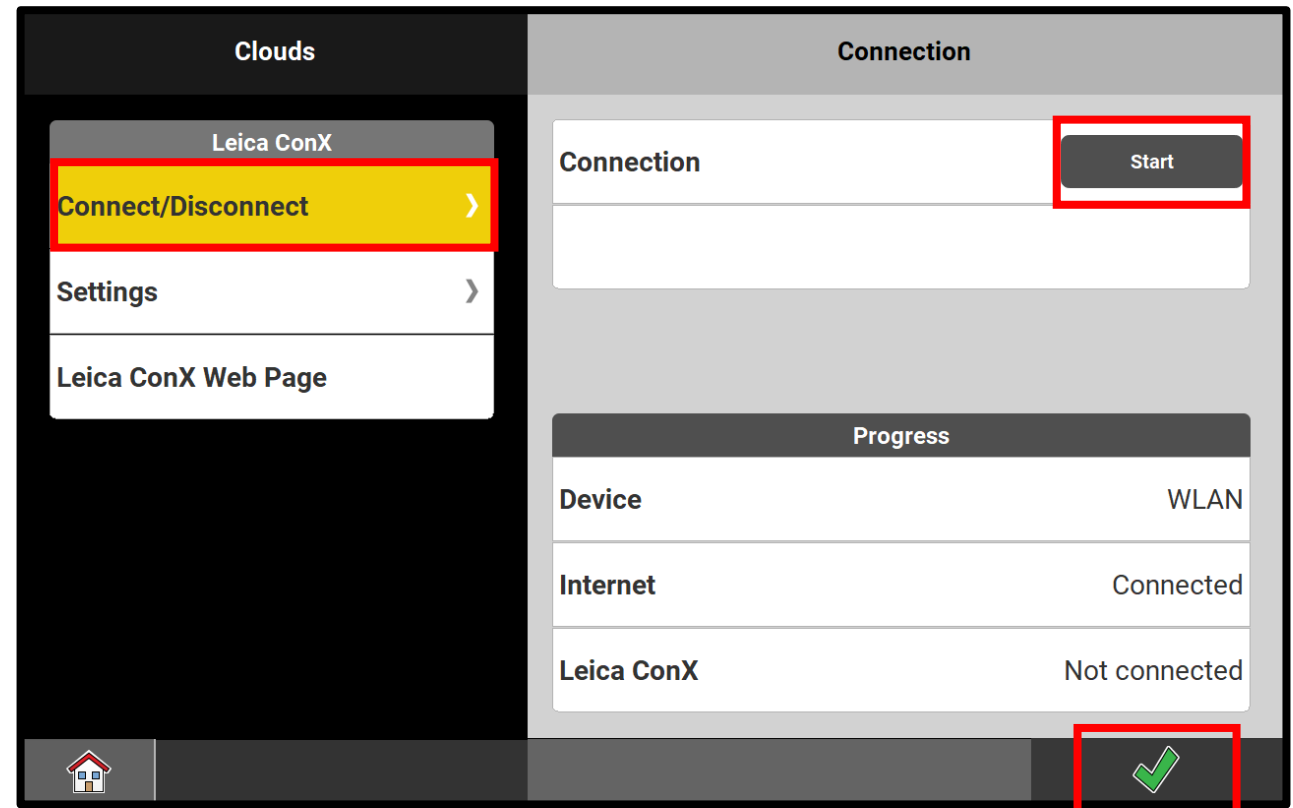 Clouds
Connection
Leica ConX
Connect/Disconnect
Settings
Leica ConX Web Page
Connection
Start
Progress
Device WLAN
Internet Connected
Leica ConX Not connected